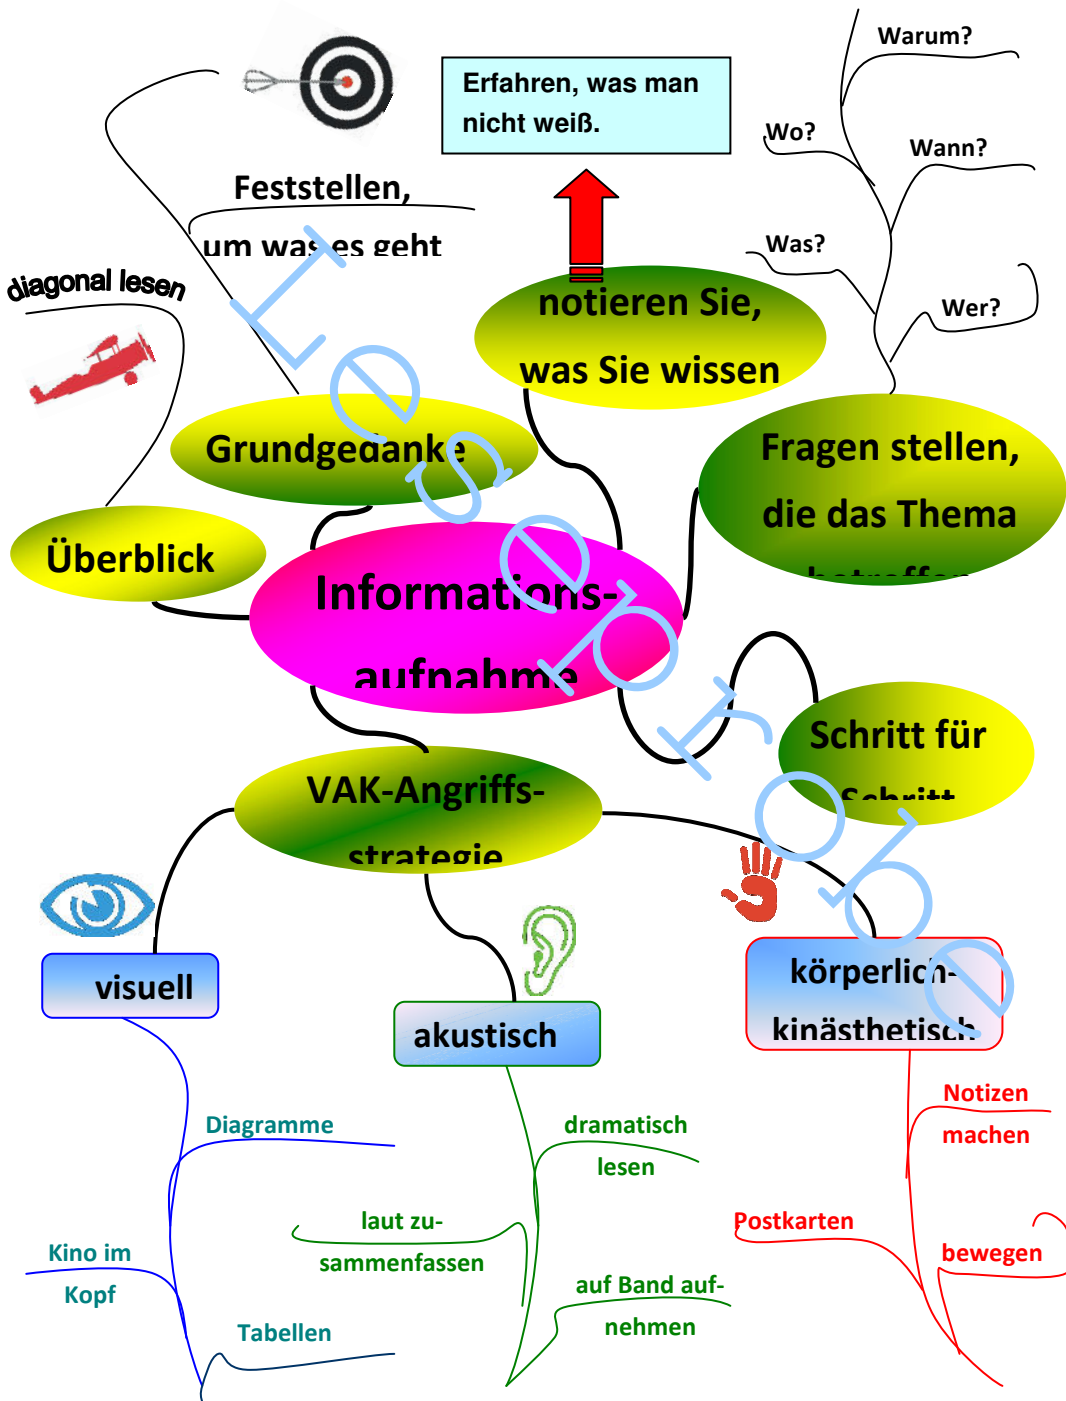 Warum?
Erfahren, was man
nicht weiß.
Wo?
Wann?
Feststellen,
um was es geht
Was?
diagonal lesen
Wer?
notieren Sie,
was Sie wissen
Grundgedanke
Fragen stellen,
die das Thema
betreffen
Überblick
Informations-
aufnahme
Schritt für
Schritt
VAK-Angriffs-
strategie
visuell
akustisch
körperlich-
kinästhetisch
Diagramme
Kino im
Kopf
Tabellen
dramatisch
lesen
laut zu-
sammenfassen
auf Band auf-
nehmen
Notizen
machen
Postkarten
bewegen
Leseprobe